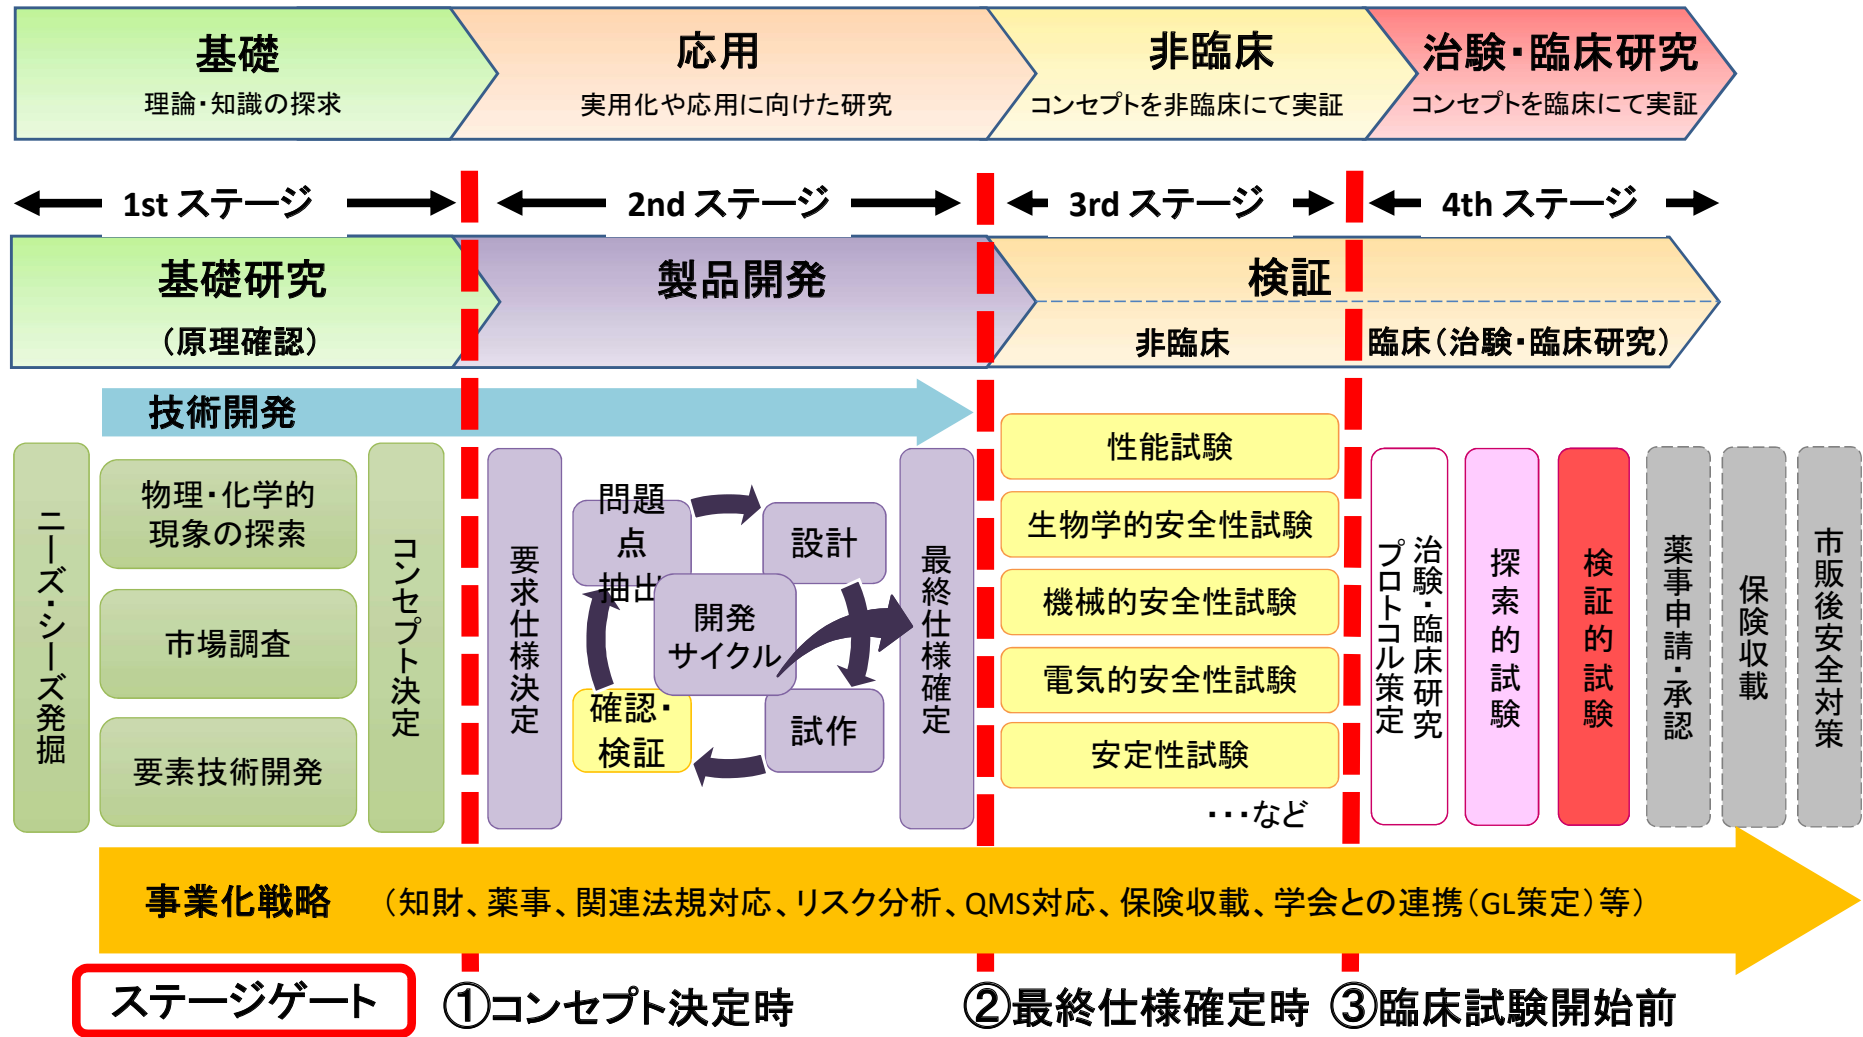 基礎
理論・知識の探求
応用
実用化や応用に向けた研究
非臨床
コンセプトを非臨床にて実証
治験・臨床研究
コンセプトを臨床にて実証
1st ステージ
2nd ステージ
3rd ステージ
4th ステージ
基礎研究
（原理確認）
製品開発
検証
非臨床
臨床（治験・臨床研究）
技術開発
ニーズ・シーズ発掘
物理・化学的
現象の探索
市場調査
要素技術開発
コンセプト決定
要求仕様決定
問題
点
抽出
設計
開発
サイクル
確認・
検証
試作
最終仕様確定
性能試験
生物学的安全性試験
機械的安全性試験
電気的安全性試験
安定性試験
・・・など
治験・臨床研究
プロトコル策定
探索的試験
検証的試験
薬事申請・承認
保険収載
市販後安全対策
事業化戦略 （知財、薬事、関連法規対応、リスク分析、QMS対応、保険収載、学会との連携（GL策定）等）
ステージゲート
①コンセプト決定時
②最終仕様確定時
③臨床試験開始前